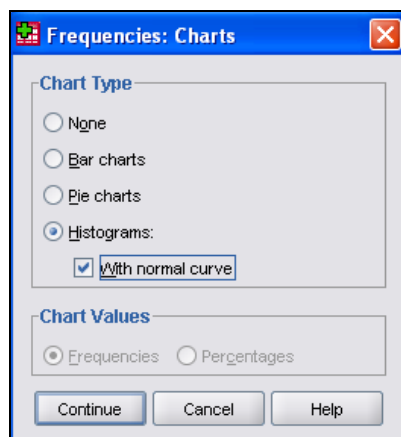 Frequencies: Charts
Chart Type
None
Bar charts
Pie charts
Histograms:
With normal curve
Chart Values
Frequencies Percentages
Continue Cancel Help